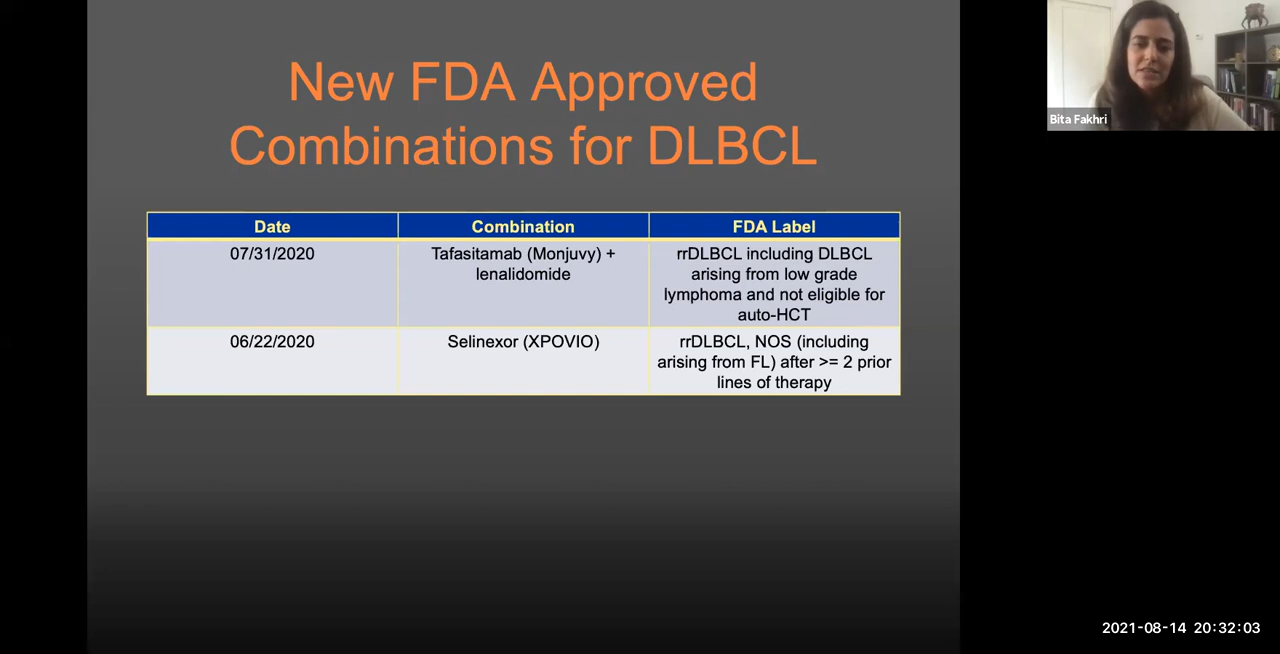 New FDA Approved
Combinations for DLBCL
Date
Combination
FDA Label
07/31/2020
Tafasitamab (Monjuvy) +
lenalidomide
rrDLBCL including DLBCL
arising from low grade
lymphoma and not eligible for
auto-HCT
06/22/2020
Selinexor (XPOVIO)
rrDLBCL, NOS (including
arising from FL) after >= 2 prior
lines of therapy
Bita Fakhri
2021-08-14 20:32:03